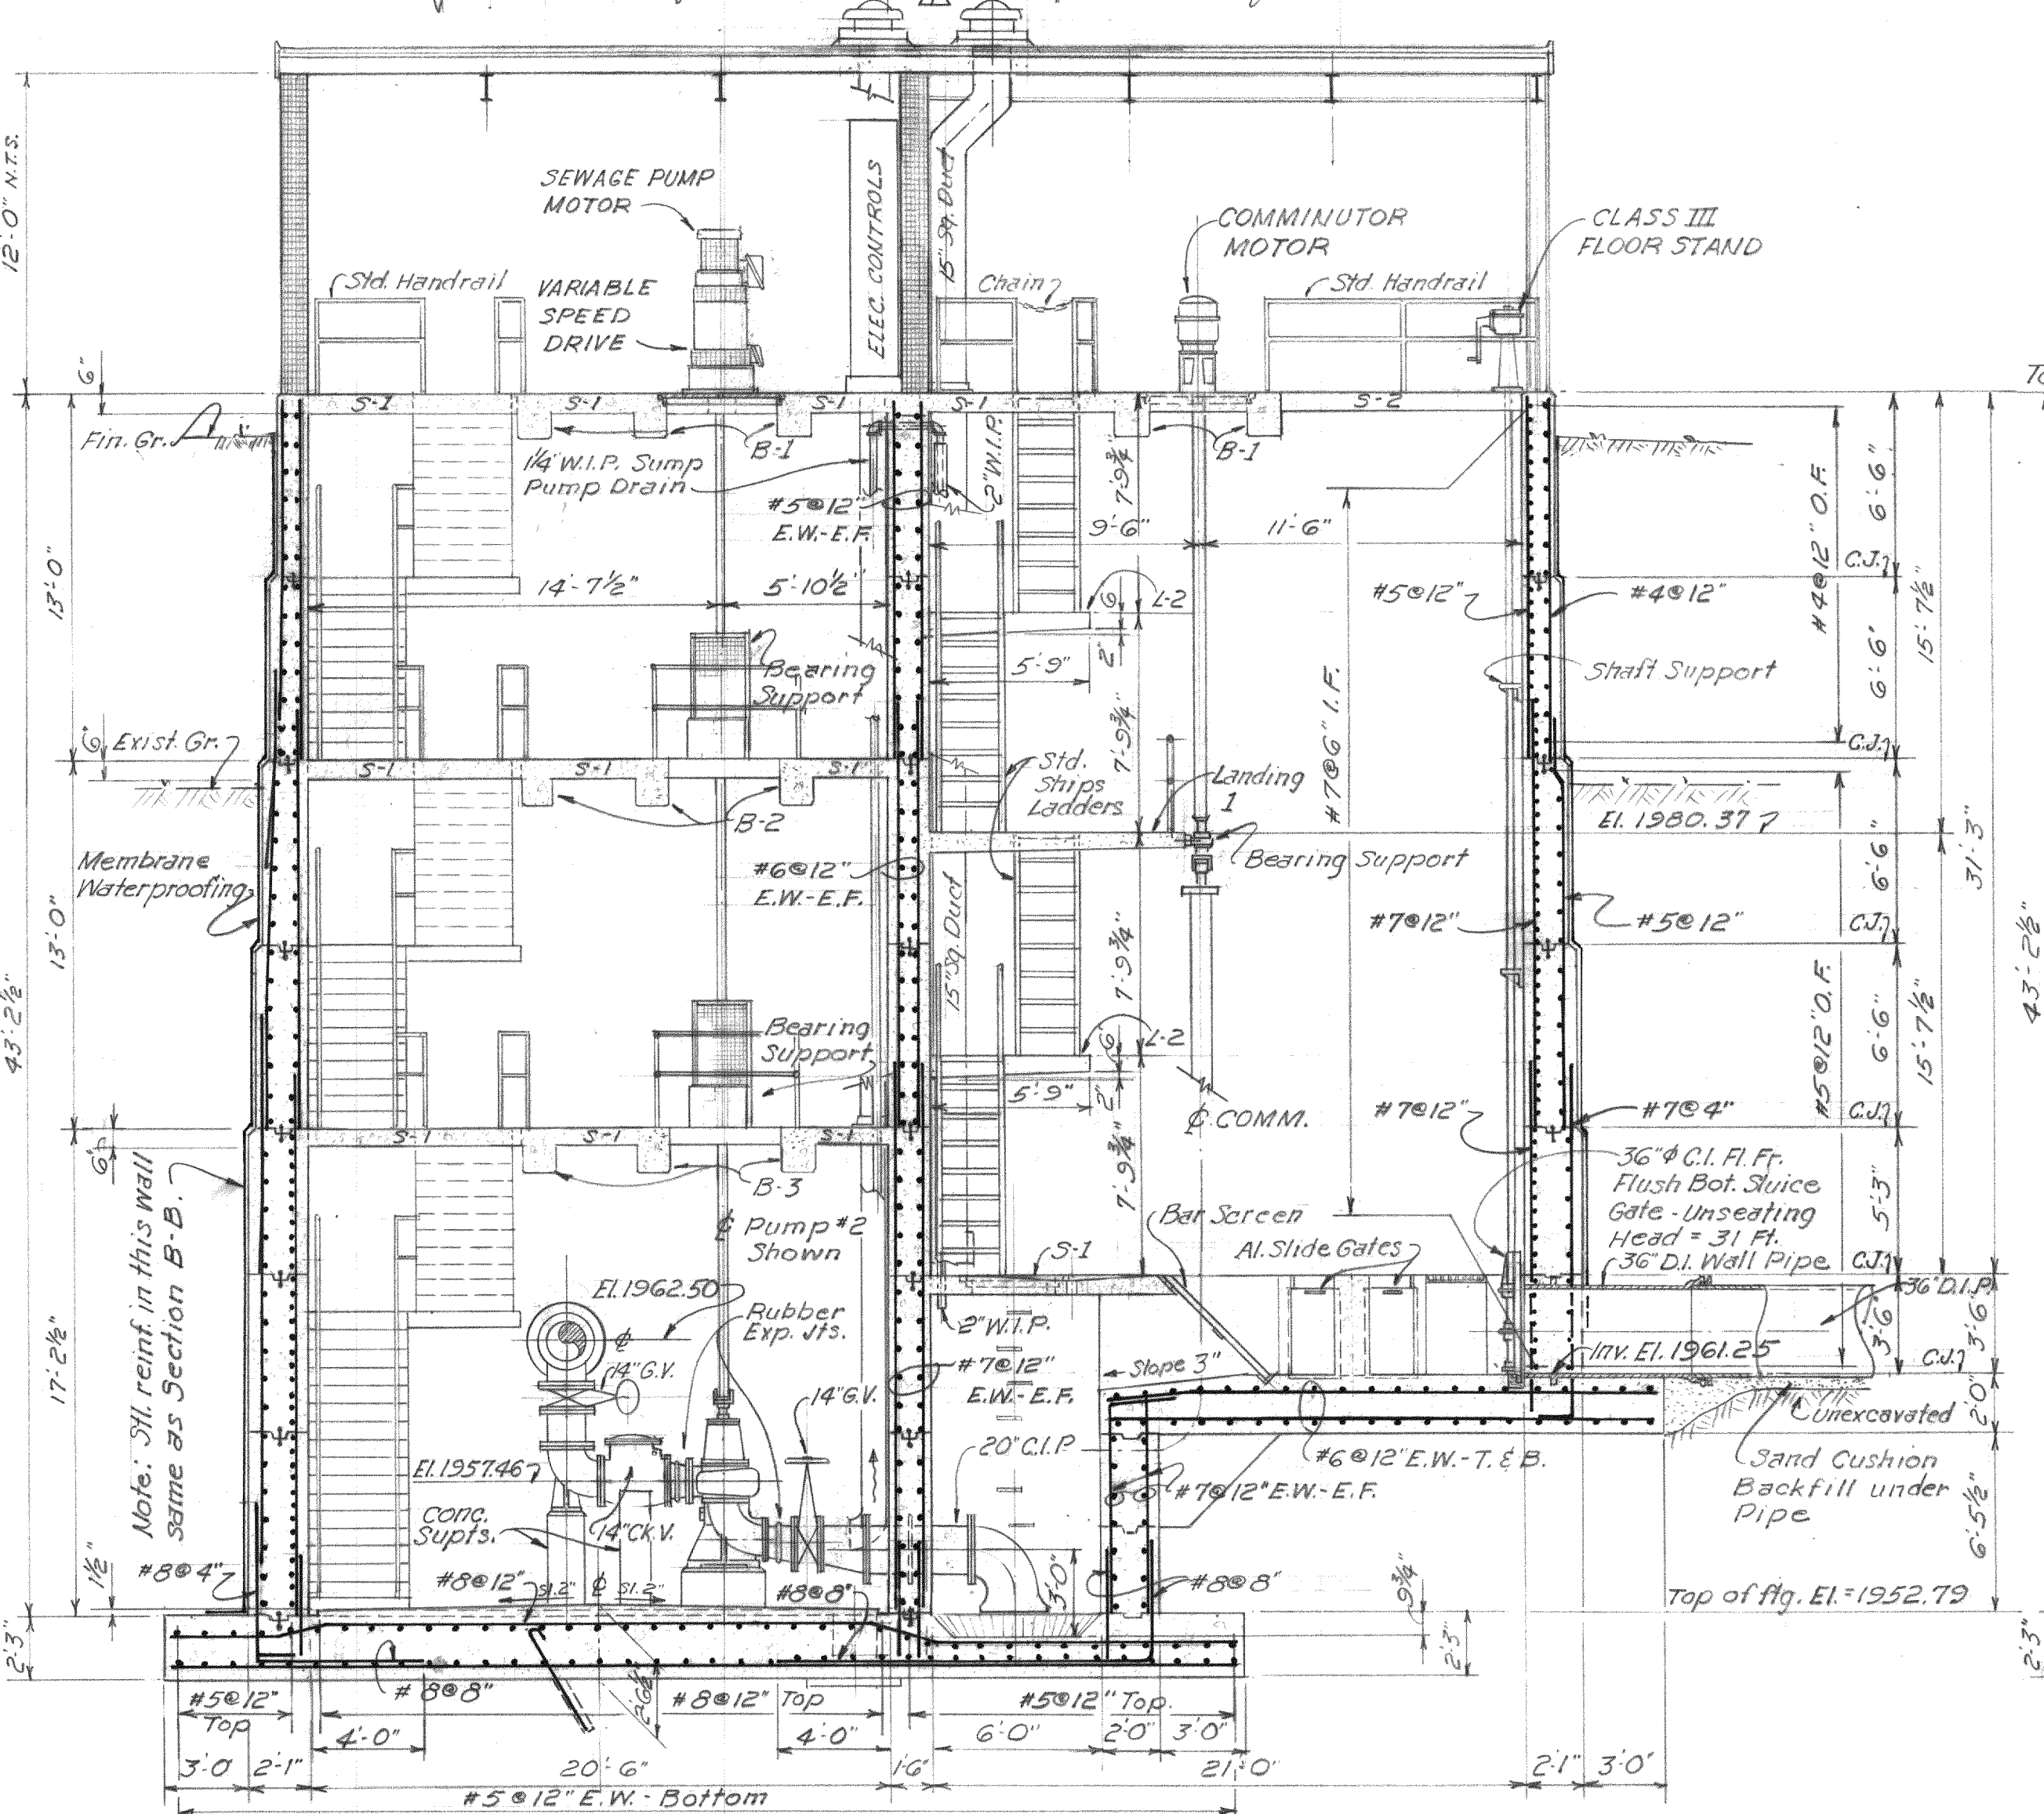 12'-0" N.T.S.
SEWAGE PUMP
MOTOR
VARIABLE
SPEED
DRIVE
Std. Handrail
ELEC. CONTROLS
15" Sq. Duct
Chain
COMMINUTOR
MOTOR
Std. Handrail
CLASS III
FLOOR STAND
6"
S-1
S-1
S-1
S-1
S-2
Fin. Gr.
B-1
B-1
1¼" W.I.P. Sump
Pump Drain
#5@12"
E.W.-E.F.
2" W.I.P.
7'-9¾"
9'-6"
11'-6"
13'-0"
14'-7½"
5'-10½"
6"
L-2
2"
5'-9"
#5@12"
#4@12"
#4@12" O.F.
6'-6"
C.J.
6'-6"
15'-7½"
Shaft Support
Bearing
Support
7'-9¾"
#7@6" I.F.
C.J.
6"
Exist. Gr.
S-1
S-1
S-1
B-2
Std.
Ships
Ladders
Landing
1
El. 1980.37
Bearing Support
Membrane
Waterproofing
#6@12"
E.W.-E.F.
15" Sq. Duct
7'-9¾"
#7@12"
#5@12"
6'-6"
C.J.
31'-3"
13'-0"
43'-2½"
43'-2½"
Bearing
Support
6"
L-2
2"
5'-9"
₵ COMM.
#7@12"
#7@4"
#5@12" O.F.
6'-6"
15'-7½"
C.J.
6"
S-1
S-1
S-1
B-3
7'-9¾"
36"ϕ C.I. Fl. Fr.
Flush Bot. Sluice
Gate - Unseating
Head = 31 Ft.
36" D.I. Wall Pipe
5'-3"
C.J.
Note: Stl. reinf. in this wall
same as Section B-B.
₵ Pump #2
Shown
Bar Screen
Al. Slide Gates
S-1
El. 1962.50
Rubber
Exp. Jts.
₵
2" W.I.P.
36" D.I.P.
3'-6"
3'-6"
Inv. El. 1961.25
C.J.
17'-2½"
14" G.V.
14" G.V.
#7@12"
E.W.-E.F.
Slope 3"
2'-0"
Unexcavated
El. 1957.46
20" C.I.P.
#6@12" E.W.-T. & B.
Sand Cushion
Backfill under
Pipe
Conc.
Supts.
14" Ck. V.
#7@12" E.W.-E.F.
6'-5½"
1½"
#8@4"
#8@12"
Sl. 2"
₵
Sl. 2"
#8@8"
3'-0"
#8@8"
9¾"
Top of ftg. El. = 1952.79
2'-3"
2'-3"
2'-3"
#5@12"
Top
#8@8"
2'-6½"
#8@12" Top
#5@12" Top
4'-0"
4'-0"
6'-0"
2'-0"
3'-0"
3'-0"
2'-1"
20'-6"
1'-6"
21'-0"
2'-1"
3'-0"
#5@12" E.W. - Bottom